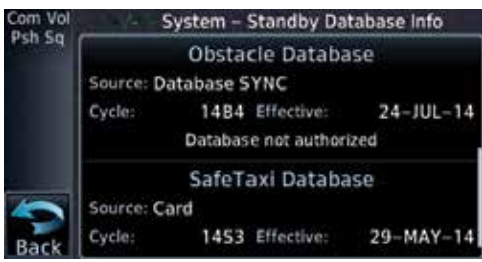 Com Vol
Psh Sq
System – Standby Database Info
Obstacle Database
Source: Database SYNC
Cycle: 14B4 Effective: 24-JUL-14
Database not authorized
SafeTaxi Database
Source: Card
Cycle: 14S3 Effective: 29-MAY-14
Back